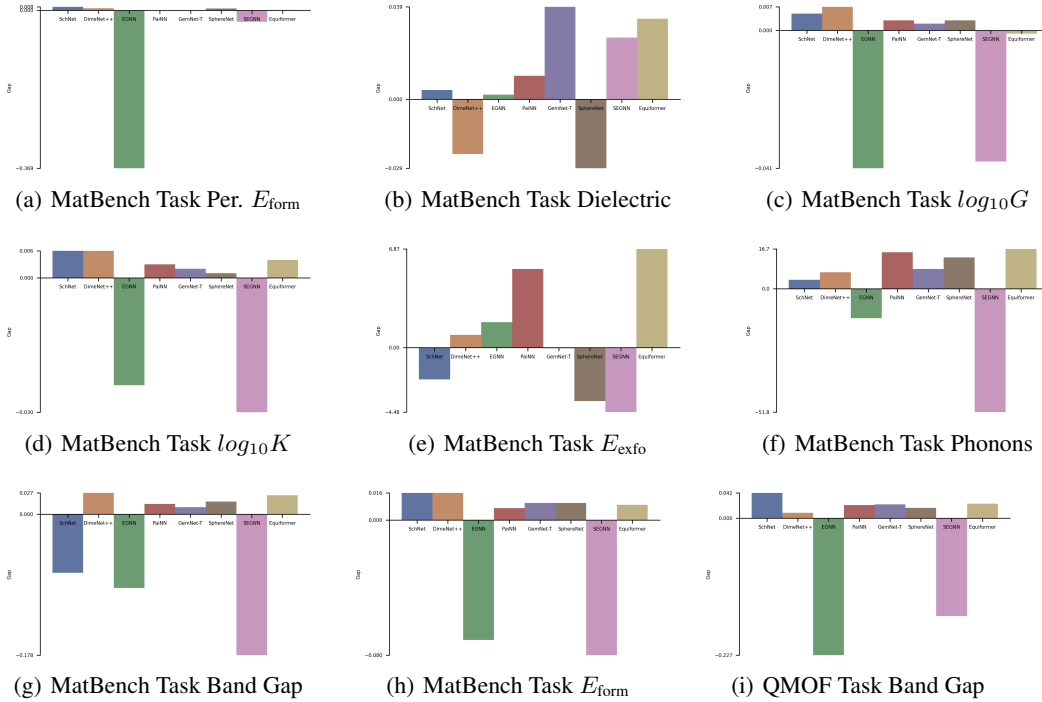 0.008
0.000
SchNet DimeNet++ EGNN PaiNN GemNet-T SphereNet SEGNN Equiformer
Gap
−0.369
(a) MatBench Task Per. E_form
0.039
0.000
SchNet DimeNet++ EGNN PaiNN GemNet-T SphereNet SEGNN Equiformer
Gap
−0.029
(b) MatBench Task Dielectric
0.007
0.000
SchNet DimeNet++ EGNN PaiNN GemNet-T SphereNet SEGNN Equiformer
Gap
−0.041
(c) MatBench Task log₁₀G
0.006
0.000
SchNet DimeNet++ EGNN PaiNN GemNet-T SphereNet SEGNN Equiformer
Gap
−0.030
(d) MatBench Task log₁₀K
6.87
0.00
SchNet DimeNet++ EGNN PaiNN GemNet-T SphereNet SEGNN Equiformer
Gap
−4.48
(e) MatBench Task E_exfo
16.7
0.0
SchNet DimeNet++ EGNN PaiNN GemNet-T SphereNet SEGNN Equiformer
Gap
−51.8
(f) MatBench Task Phonons
0.027
0.000
SchNet DimeNet++ EGNN PaiNN GemNet-T SphereNet SEGNN Equiformer
Gap
−0.178
(g) MatBench Task Band Gap
0.016
0.000
SchNet DimeNet++ EGNN PaiNN GemNet-T SphereNet SEGNN Equiformer
Gap
−0.080
(h) MatBench Task E_form
0.042
0.000
SchNet DimeNet++ EGNN PaiNN GemNet-T SphereNet SEGNN Equiformer
Gap
−0.227
(i) QMOF Task Band Gap